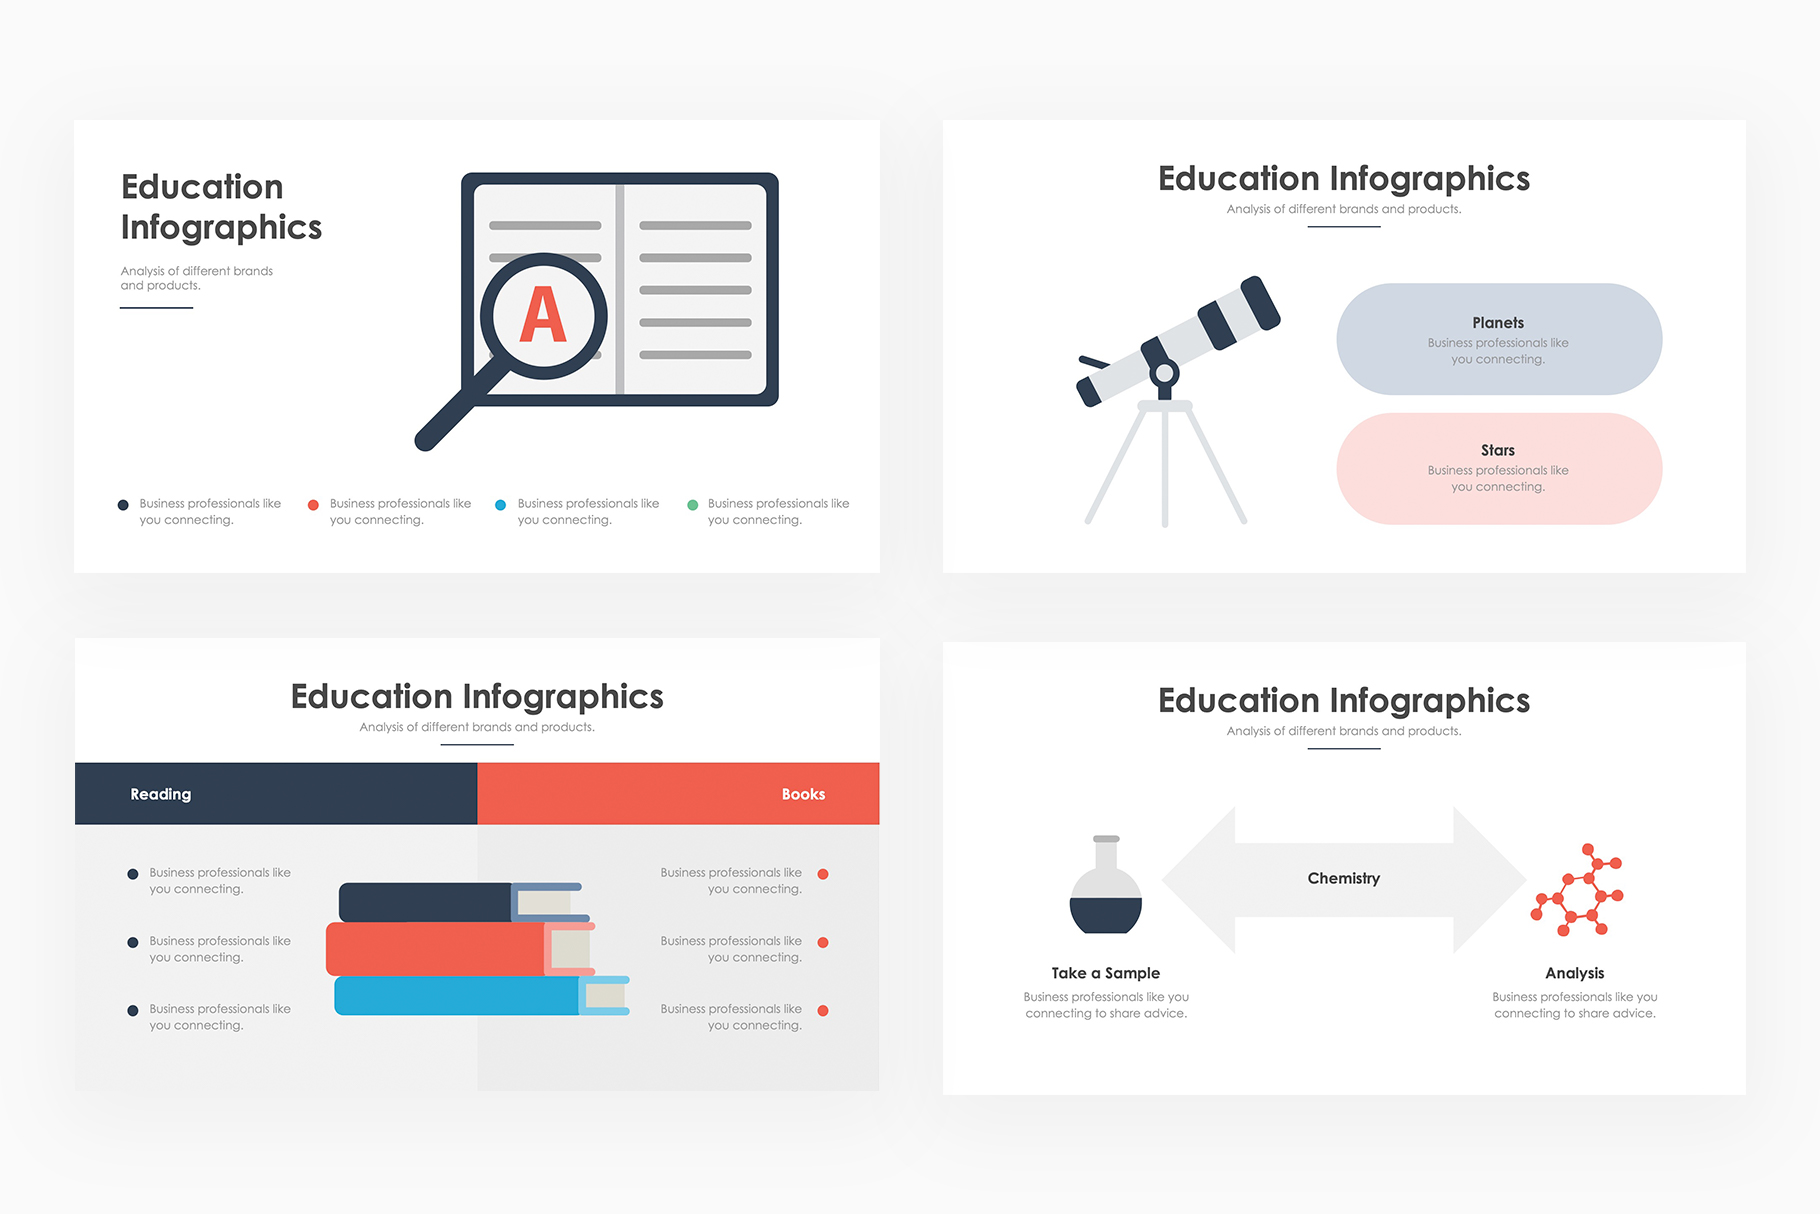 Education
Infographics
Analysis of different brands
and products.
A
Business professionals like
you connecting.
Business professionals like
you connecting.
Business professionals like
you connecting.
Business professionals like
you connecting.
Education Infographics
Analysis of different brands and products.
Planets
Business professionals like
you connecting.
Stars
Business professionals like
you connecting.
Education Infographics
Analysis of different brands and products.
Reading
Books
Business professionals like
you connecting.
Business professionals like
you connecting.
Business professionals like
you connecting.
Business professionals like
you connecting.
Business professionals like
you connecting.
Business professionals like
you connecting.
Education Infographics
Analysis of different brands and products.
Chemistry
Take a Sample
Business professionals like you
connecting to share advice.
Analysis
Business professionals like you
connecting to share advice.